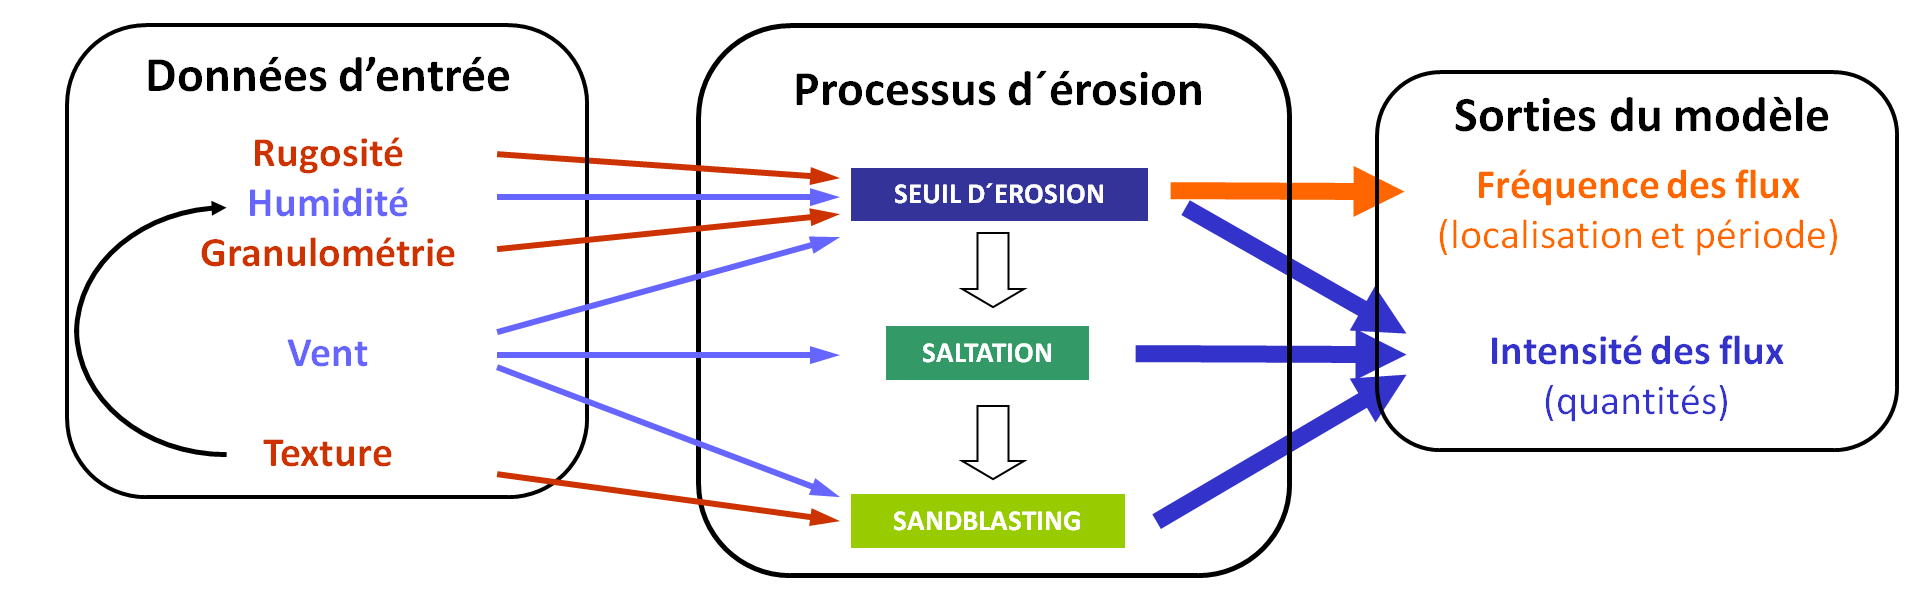 Données d’entrée
Rugosité
Humidité
Granulométrie
Vent
Texture
Processus d´érosion
SEUIL D´EROSION
SALTATION
SANDBLASTING
Sorties du modèle
Fréquence des flux
(localisation et période)
Intensité des flux
(quantités)